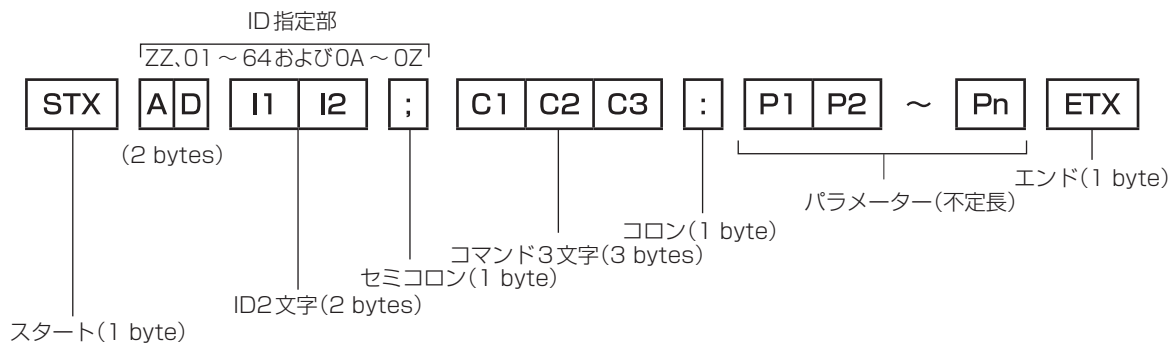 ID指定部
ZZ、01～64および0A～0Z
STX A D I1 I2 ; C1 C2 C3 : P1 P2 ～ Pn ETX
(2 bytes)
エンド(1 byte)
パラメーター(不定長)
コロン(1 byte)
コマンド3文字(3 bytes)
セミコロン(1 byte)
ID2文字(2 bytes)
スタート(1 byte)